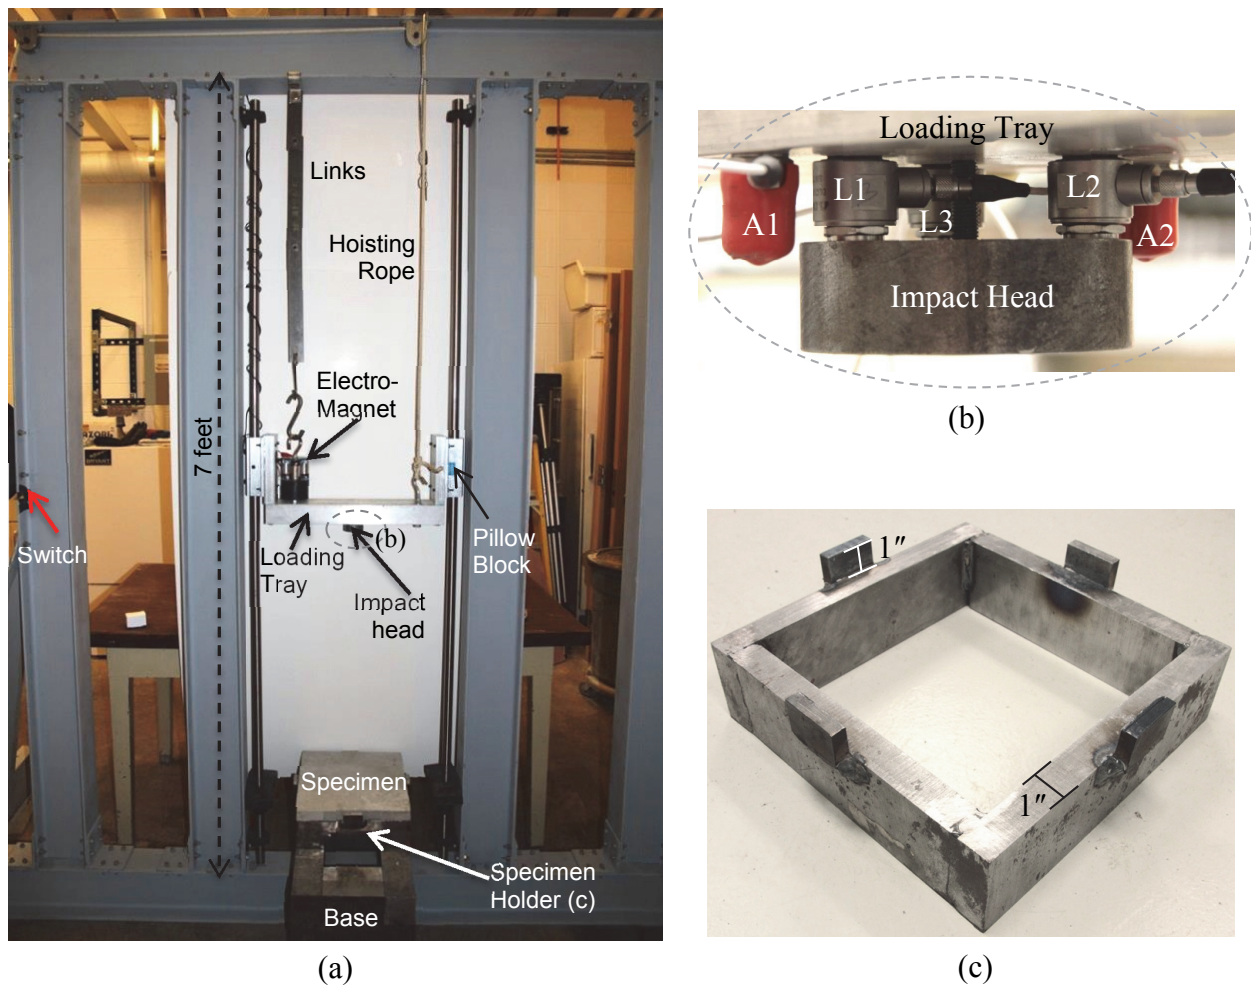 Links
Hoisting
Rope
Electro-
Magnet
7 feet
Switch
Loading
Tray
(b)
Impact
head
Pillow
Block
Specimen
Specimen
Holder (c)
Base
(a)
Loading Tray
A1
L1
L3
L2
A2
Impact Head
(b)
1″
1″
(c)